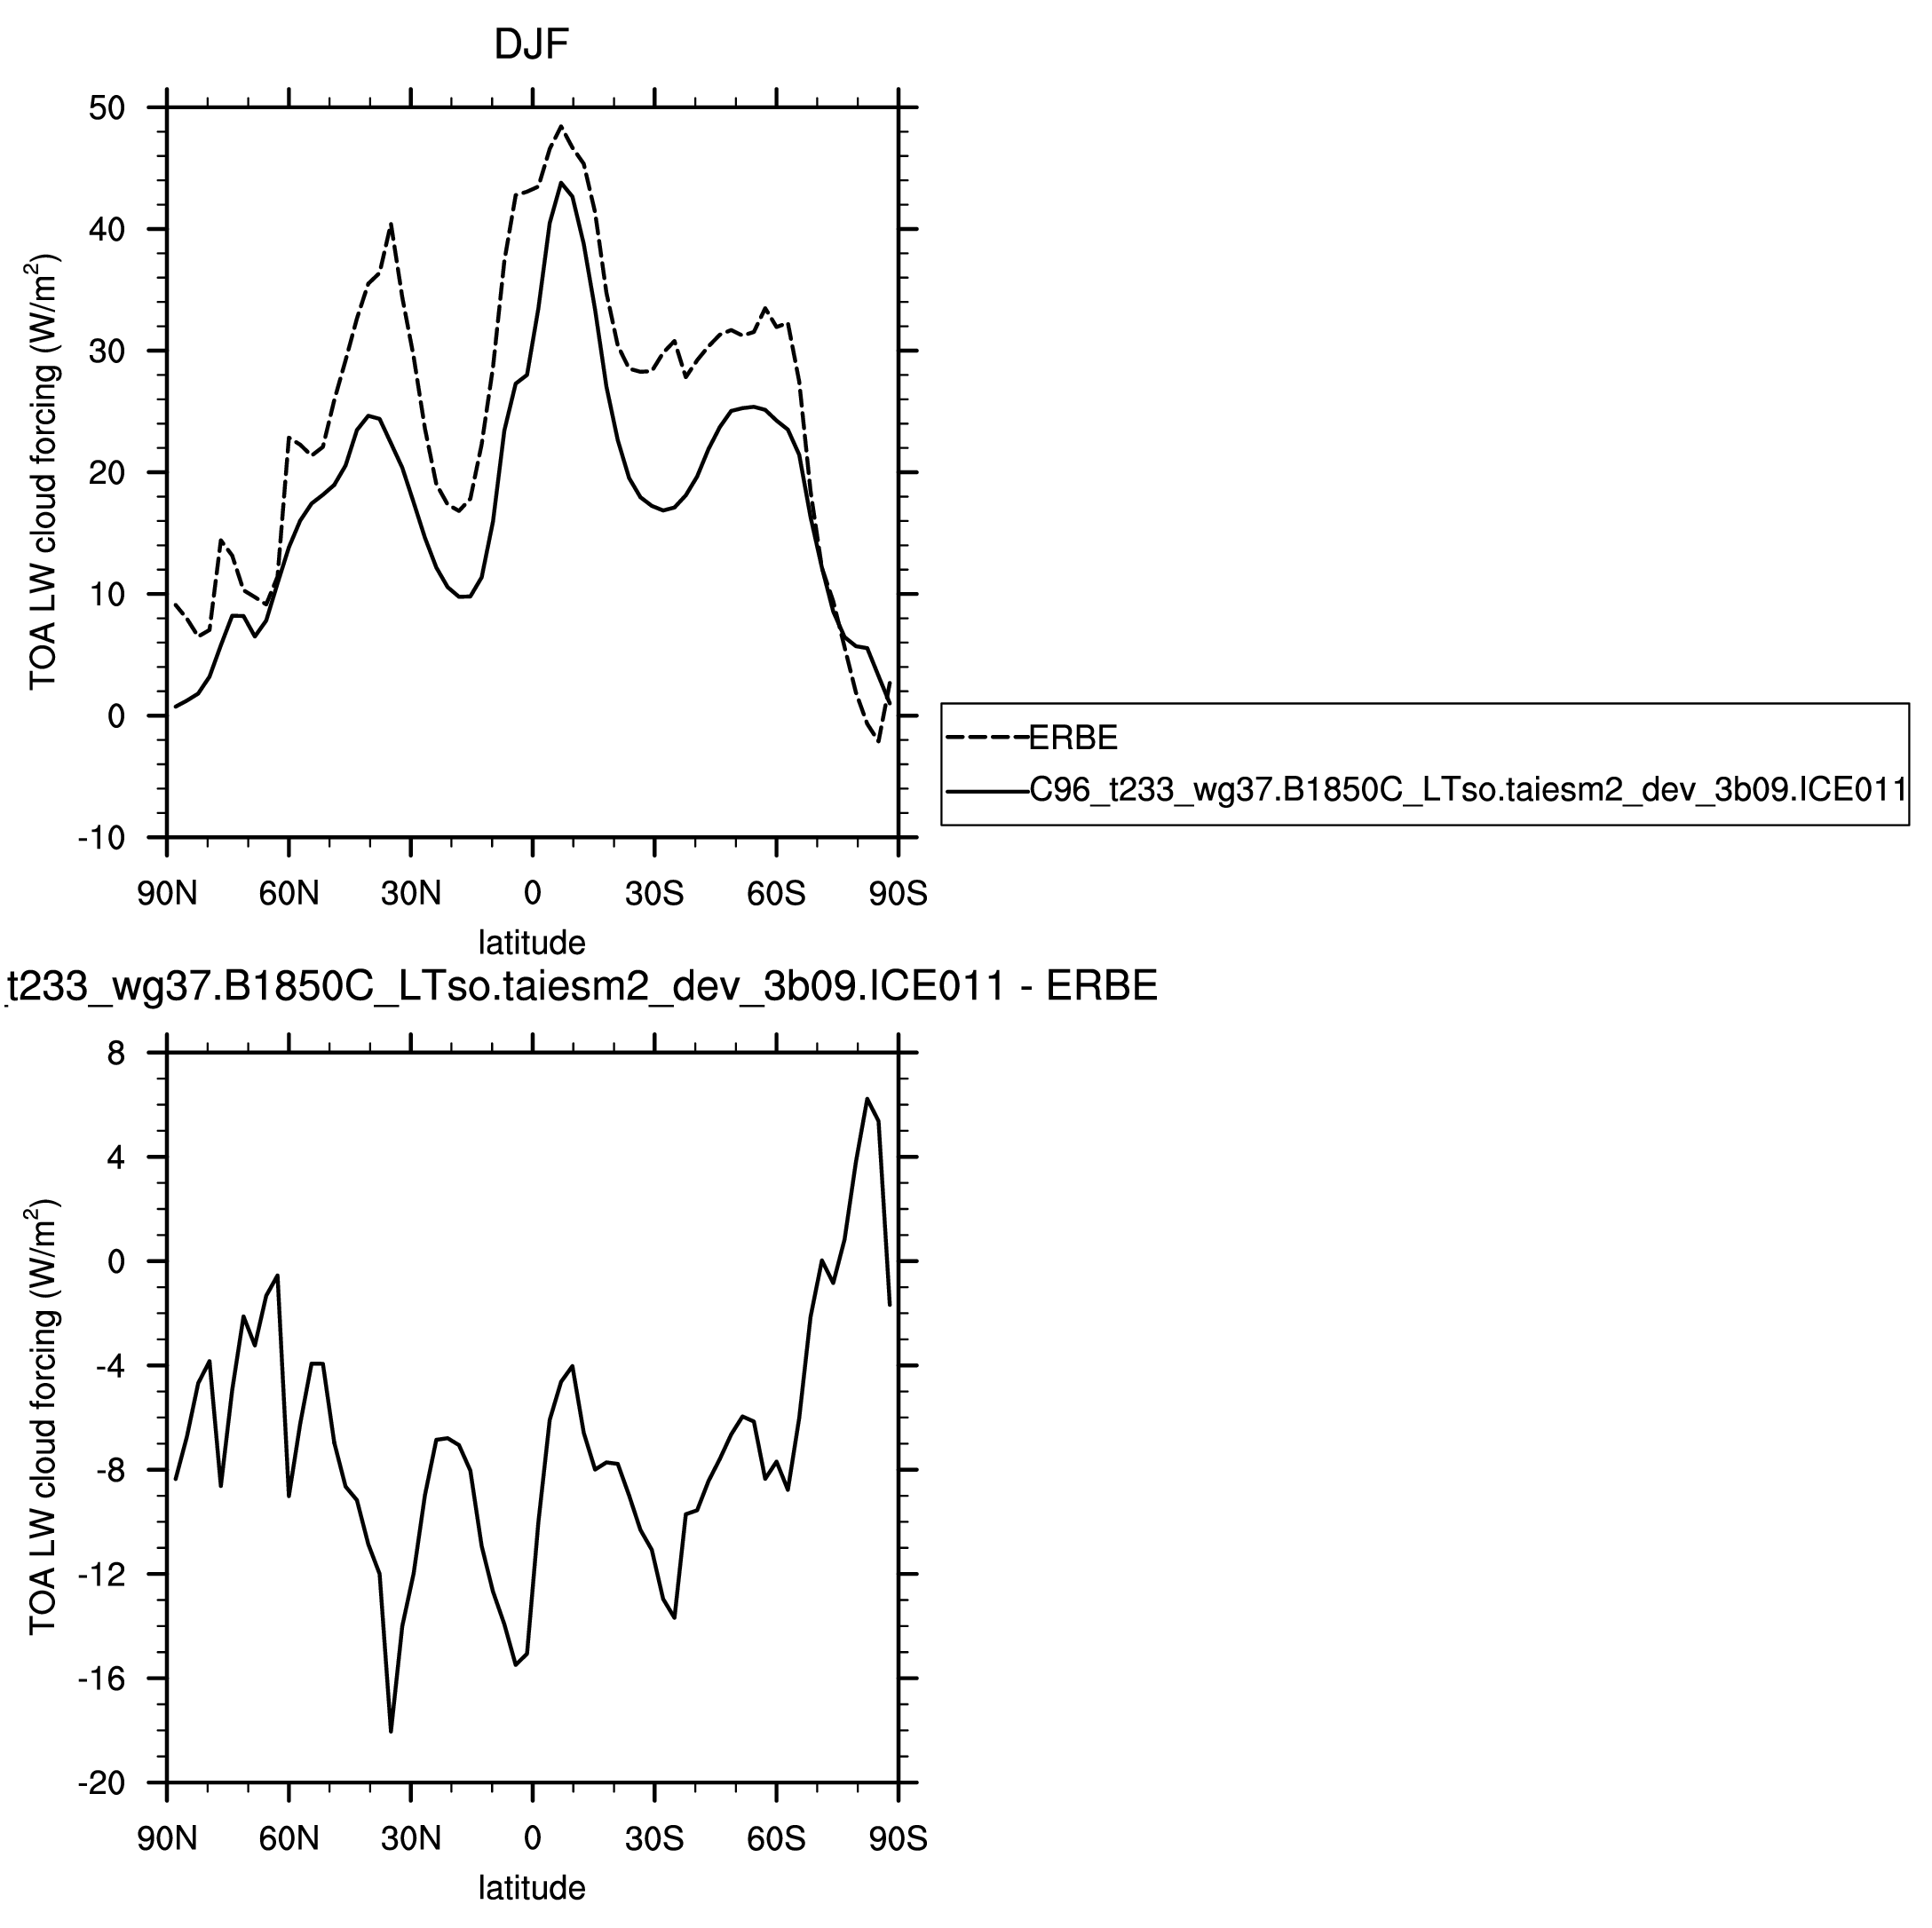 DJF
TOA LW cloud forcing (W/m²)
50
40
30
20
10
0
-10
90N 60N 30N 0 30S 60S 90S
latitude
ERBE
C96_t233_wg37.B1850C_LTso.taiesm2_dev_3b09.ICE011
_t233_wg37.B1850C_LTso.taiesm2_dev_3b09.ICE011 - ERBE
TOA LW cloud forcing (W/m²)
8
4
0
-4
-8
-12
-16
-20
90N 60N 30N 0 30S 60S 90S
latitude